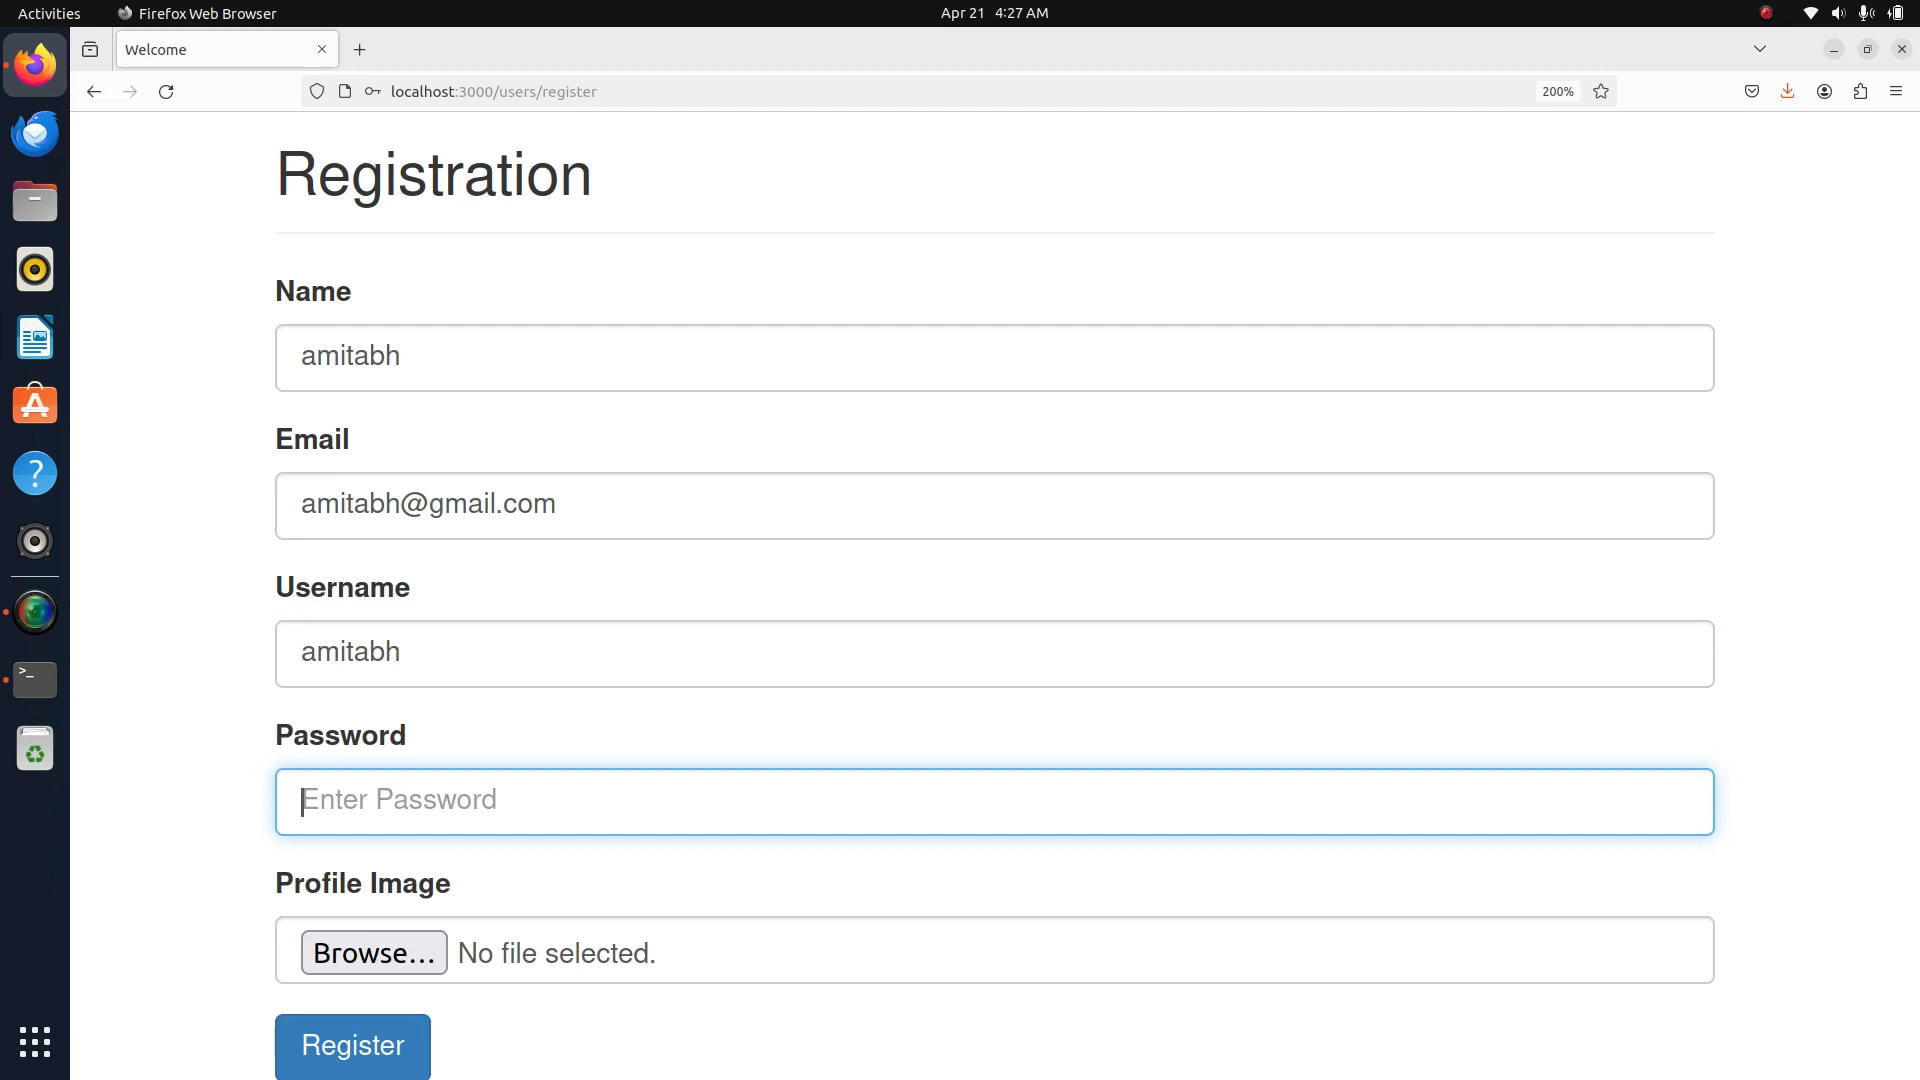 Activities Firefox Web Browser Apr 21 4:27 AM
Welcome
localhost:3000/users/register 200%
Registration
Name
amitabh
Email
amitabh@gmail.com
Username
amitabh
Password
Enter Password
Profile Image
Browse... No file selected.
Register